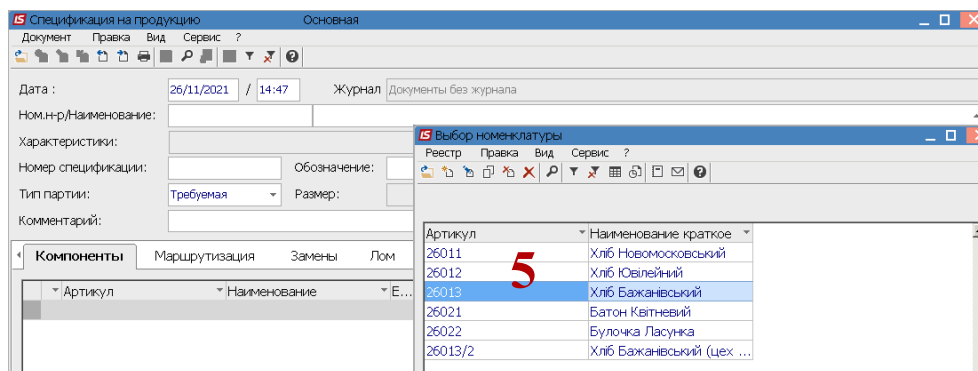 IS Спецификация на продукцию Основная
Документ Правка Вид Сервис ?
Дата : 26/11/2021 / 14:47 Журнал Документы без журнала
Ном.н-р/Наименование:
Характеристики:
Номер спецификации: Обозначение:
Тип партии: Требуемая Размер:
Комментарий:
Компоненты Маршрутизация Замены Лом
Артикул Наименование Е...
IS Выбор номенклатуры
Реестр Правка Вид Сервис ?
Артикул Наименование краткое
26011 Хліб Новомосковський
26012 Хліб Ювілейний
5
26013 Хліб Бажанівський
26021 Батон Квітневий
26022 Булочка Ласунка
26013/2 Хліб Бажанівський (цех ...